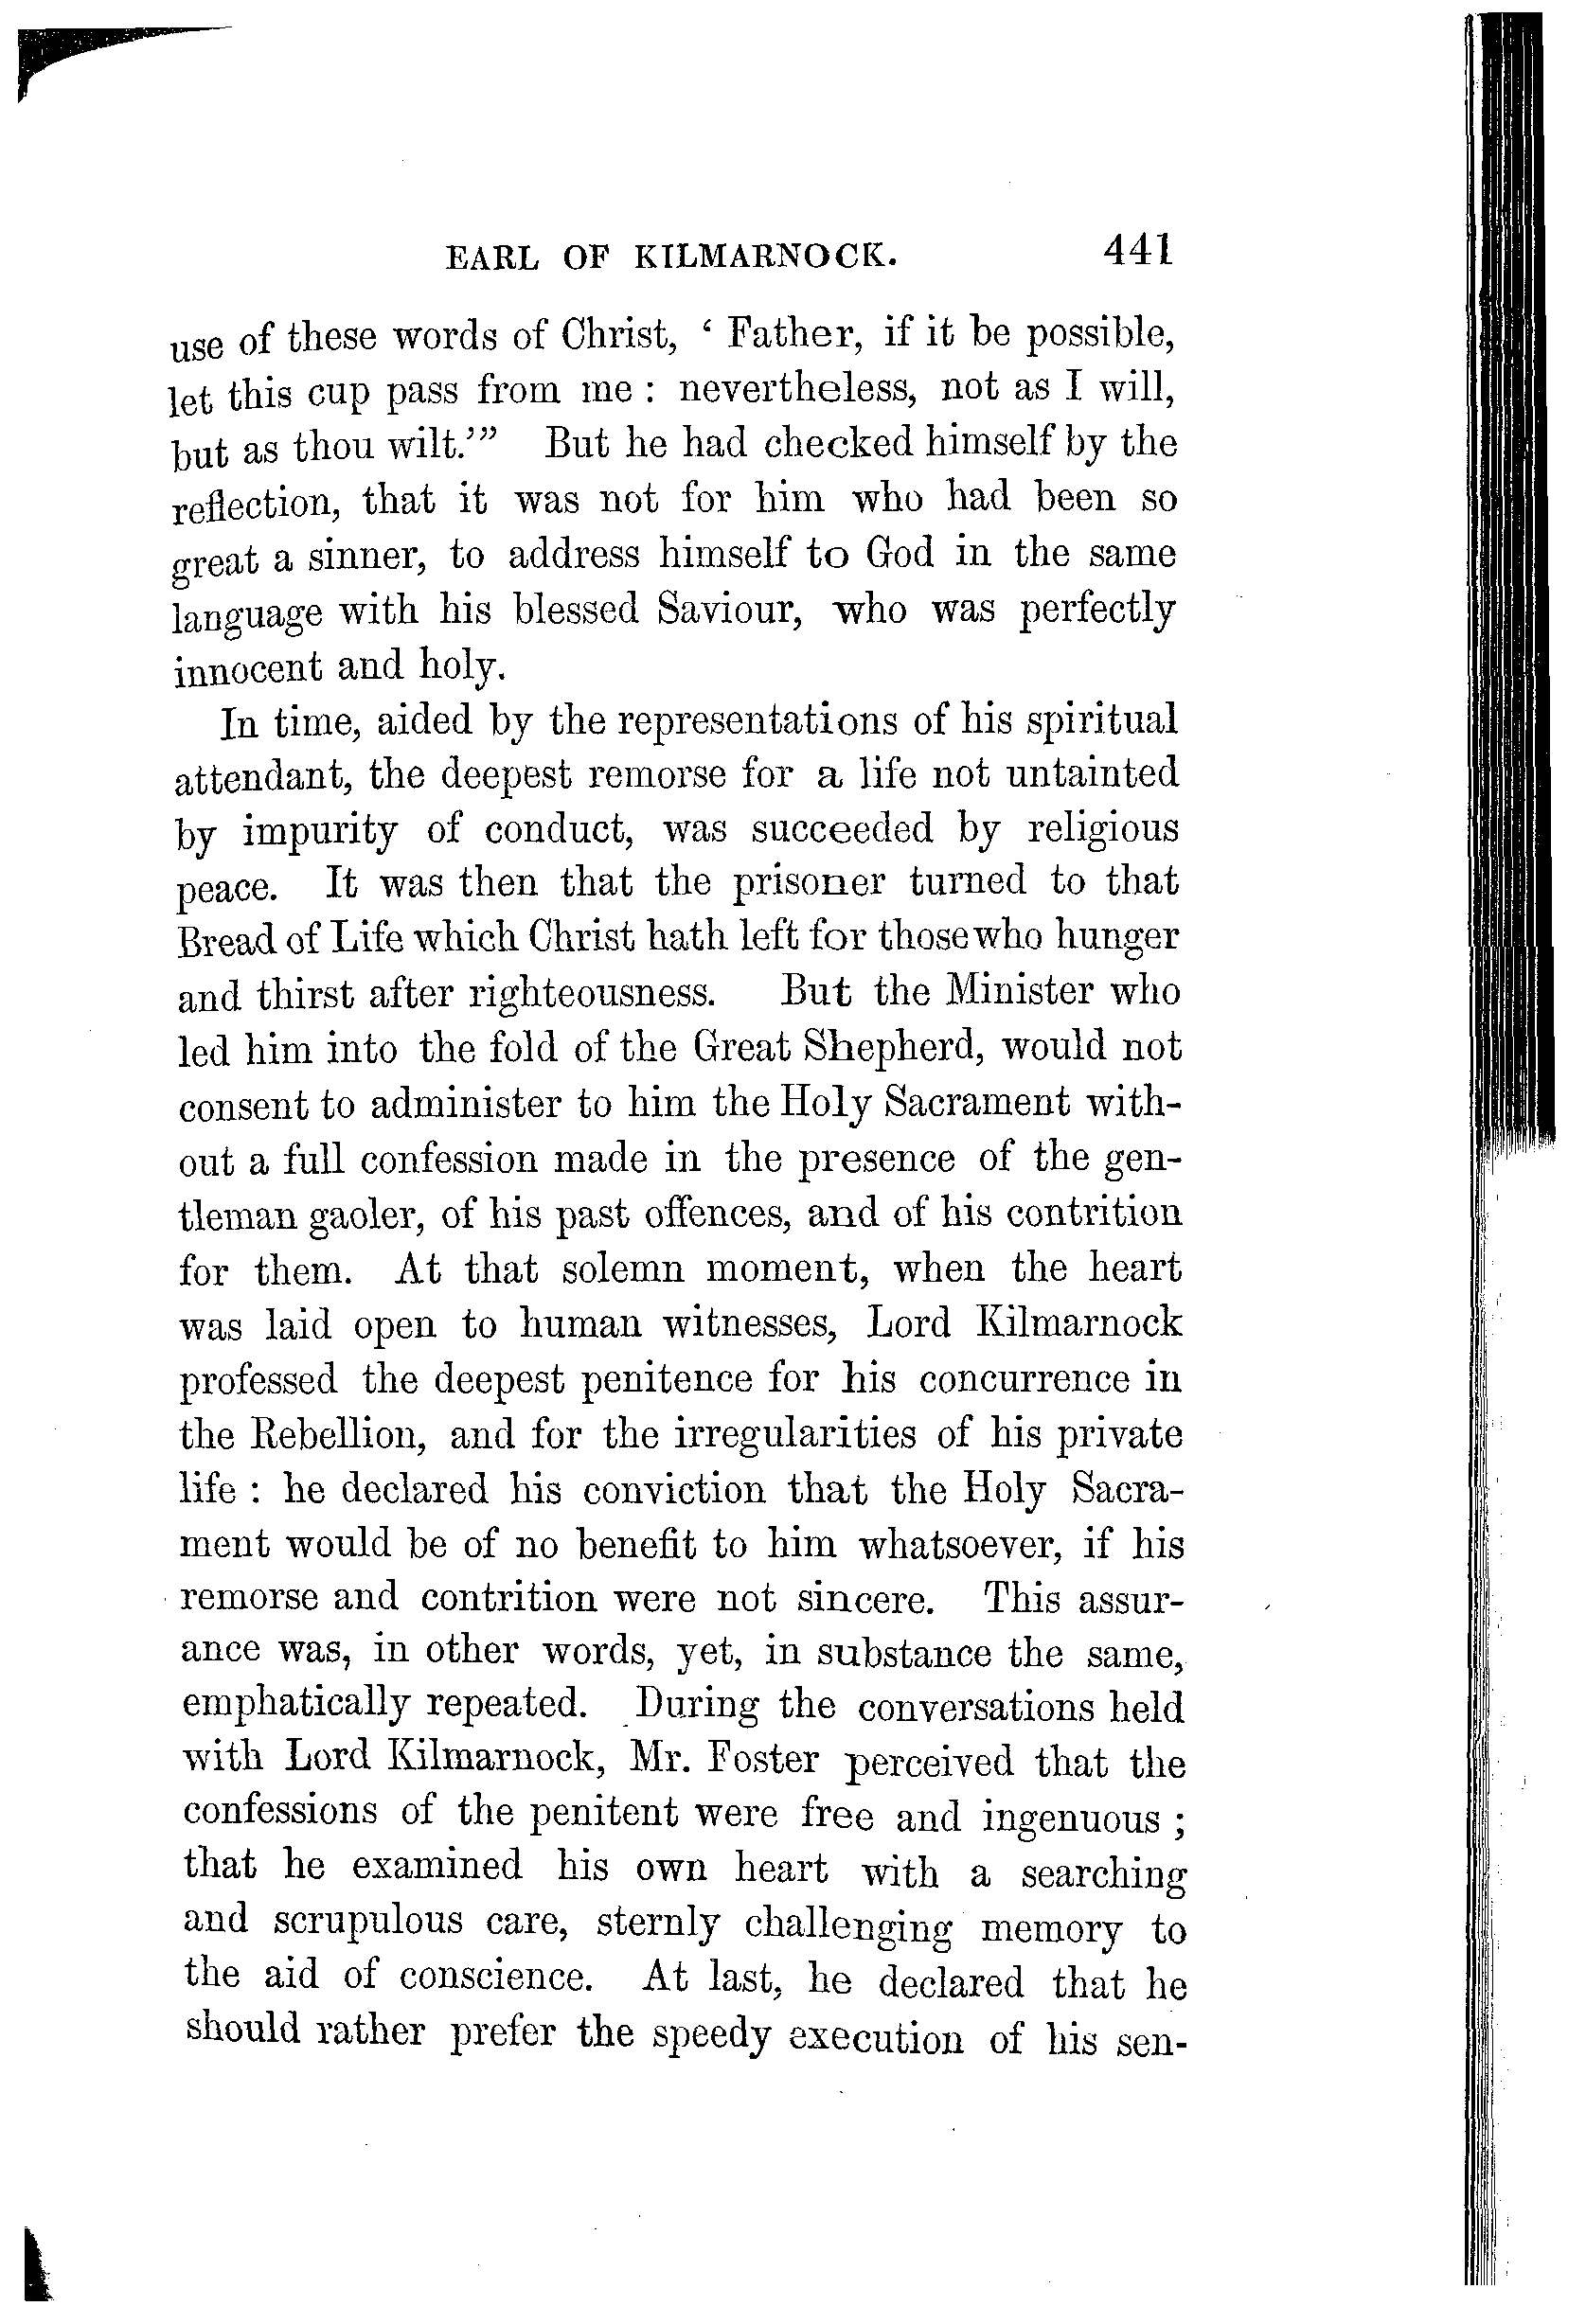 EARL OF KILMARNOCK. 441
use of these words of Christ, ‘ Father, if it be possible,
let this cup pass from me : nevertheless, not as I will,
but as thou wilt.’” But he had checked himself by the
reflection, that it was not for him who had been so
great a sinner, to address himself to God in the same
language with his blessed Saviour, who was perfectly
innocent and holy.
In time, aided by the representations of his spiritual
attendant, the deepest remorse for a life not untainted
by impurity of conduct, was succeeded by religious
peace. It was then that the prisoner turned to that
Bread of Life which Christ hath left for those who hunger
and thirst after righteousness. But the Minister who
led him into the fold of the Great Shepherd, would not
consent to administer to him the Holy Sacrament with-
out a full confession made in the presence of the gen-
tleman gaoler, of his past offences, and of his contrition
for them. At that solemn moment, when the heart
was laid open to human witnesses, Lord Kilmarnock
professed the deepest penitence for his concurrence in
the Rebellion, and for the irregularities of his private
life : he declared his conviction that the Holy Sacra-
ment would be of no benefit to him whatsoever, if his
remorse and contrition were not sincere. This assur-
ance was, in other words, yet, in substance the same,
emphatically repeated. During the conversations held
with Lord Kilmarnock, Mr. Foster perceived that the
confessions of the penitent were free and ingenuous ;
that he examined his own heart with a searching
and scrupulous care, sternly challenging memory to
the aid of conscience. At last, he declared that he
should rather prefer the speedy execution of his sen-